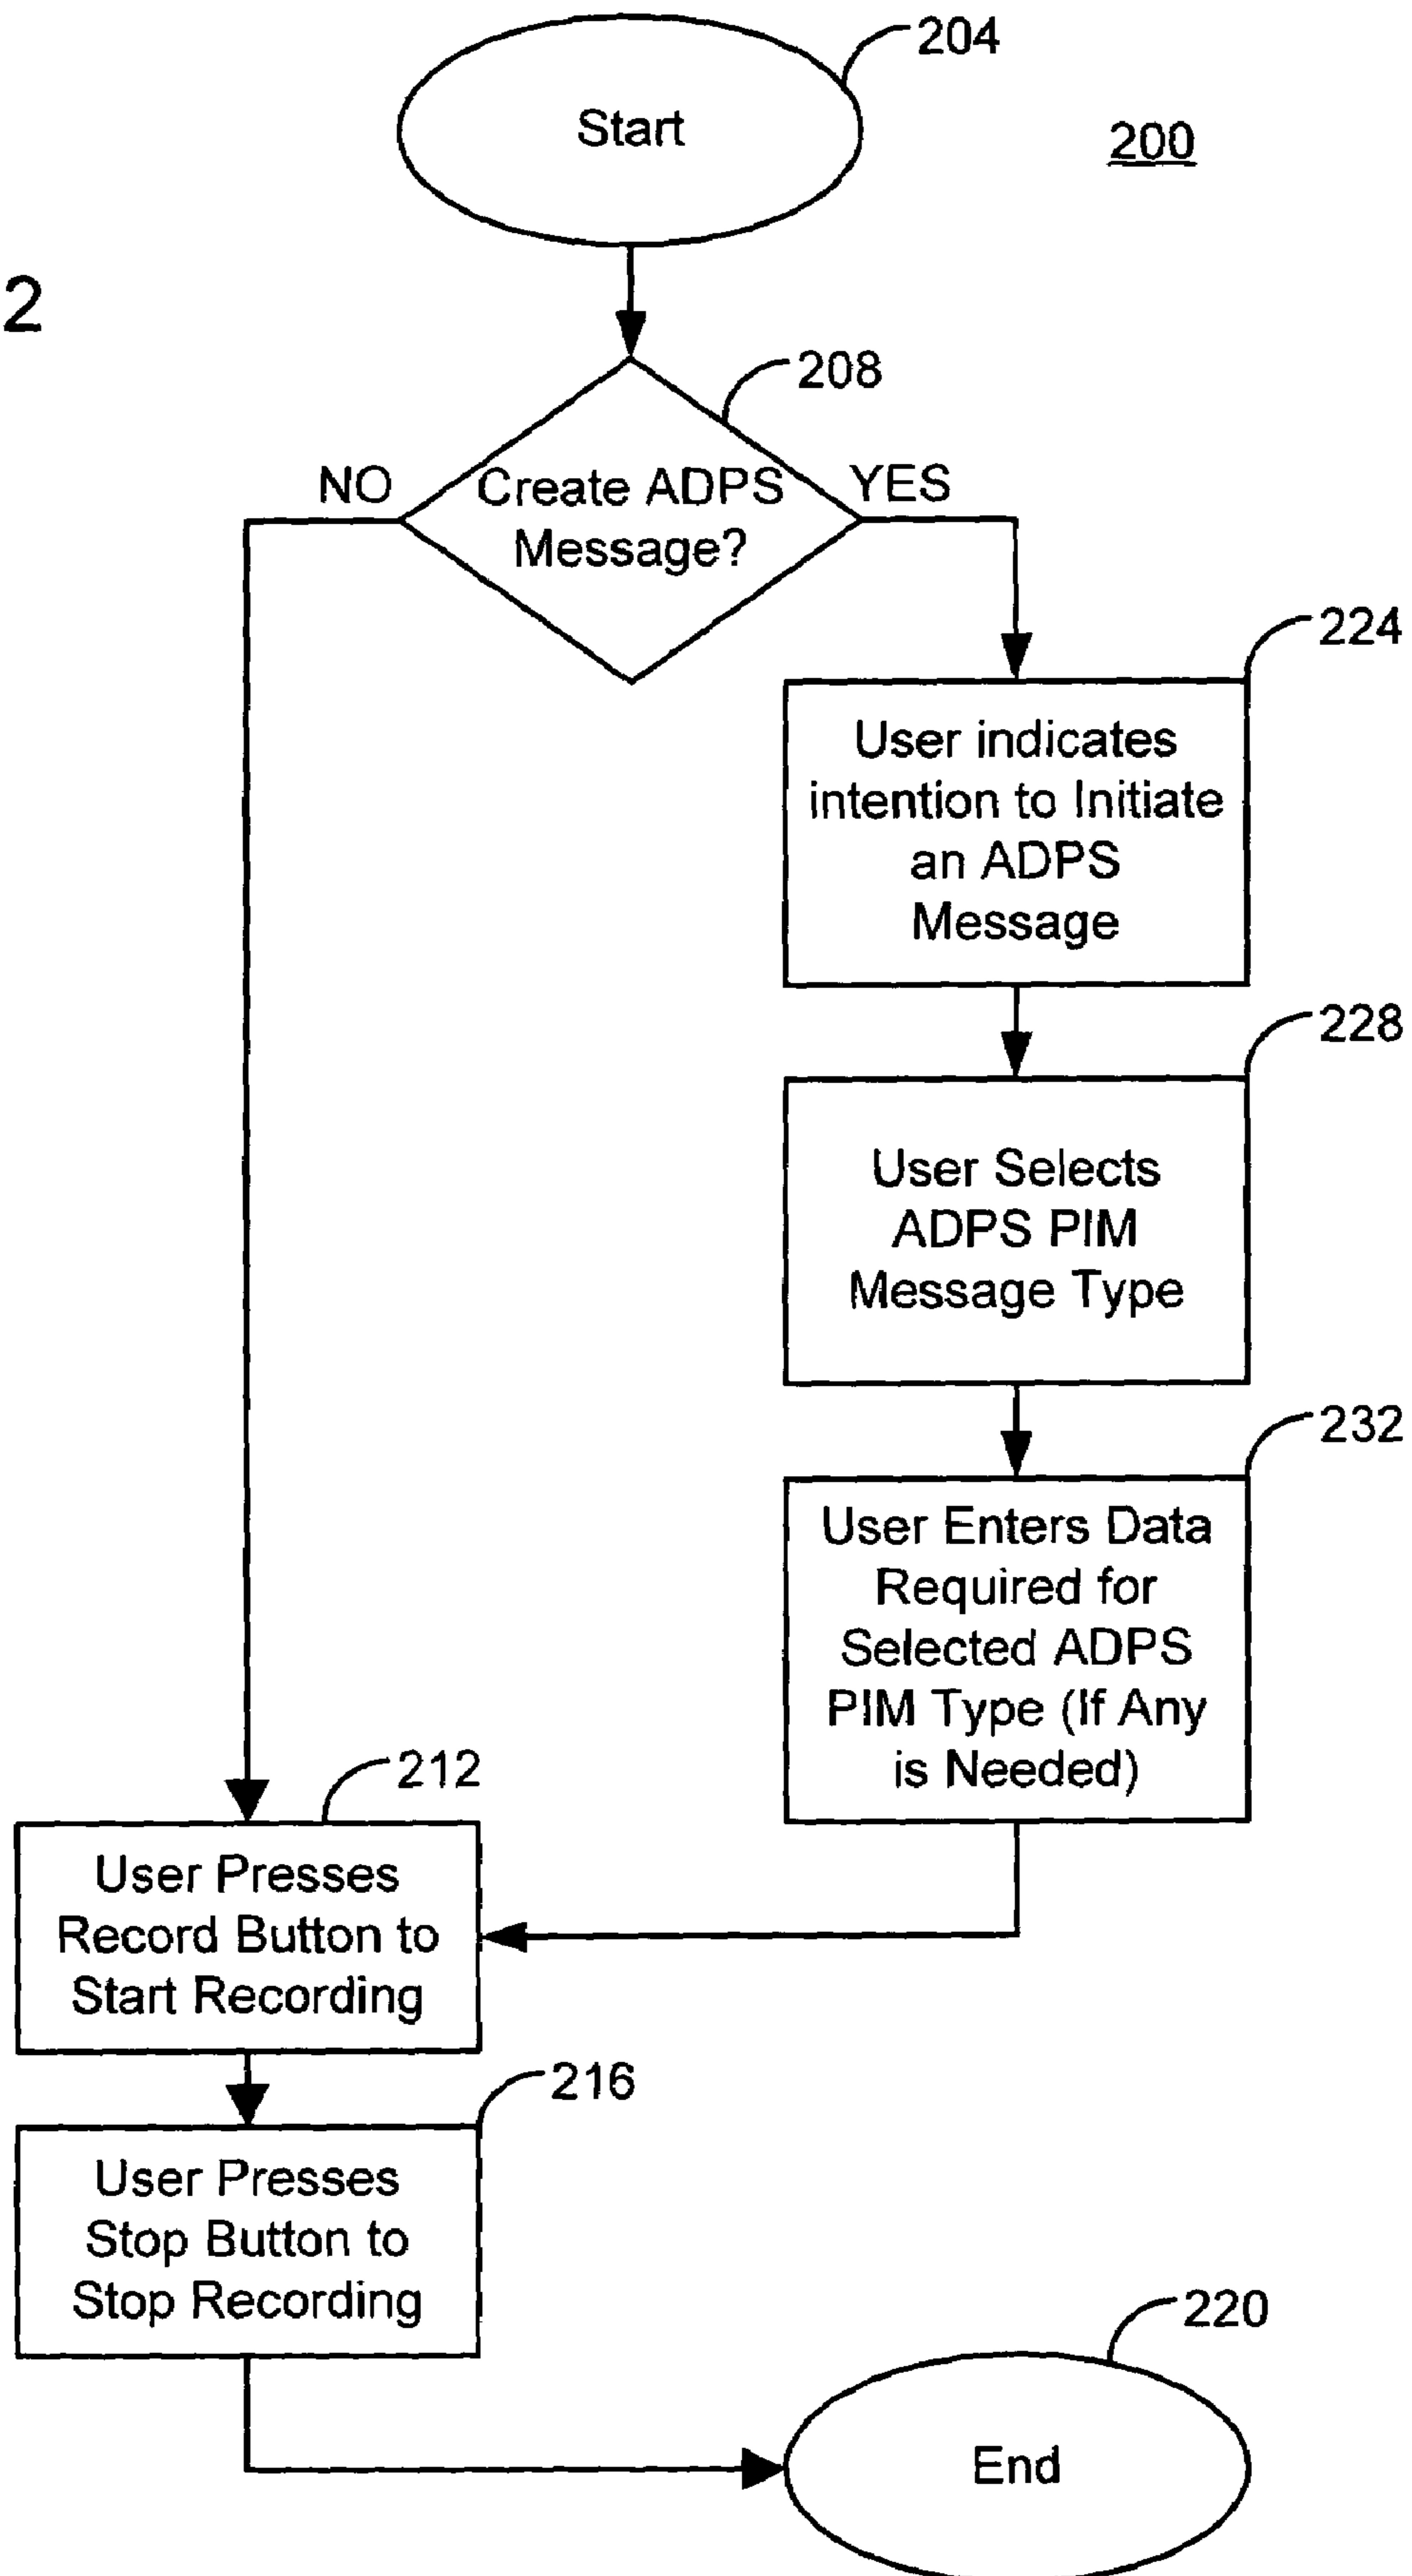 204
Start
200
2
208
NO
Create ADPS
Message?
YES
224
User indicates
intention to Initiate
an ADPS
Message
228
User Selects
ADPS PIM
Message Type
232
User Enters Data
Required for
Selected ADPS
PIM Type (If Any
is Needed)
212
User Presses
Record Button to
Start Recording
216
User Presses
Stop Button to
Stop Recording
220
End